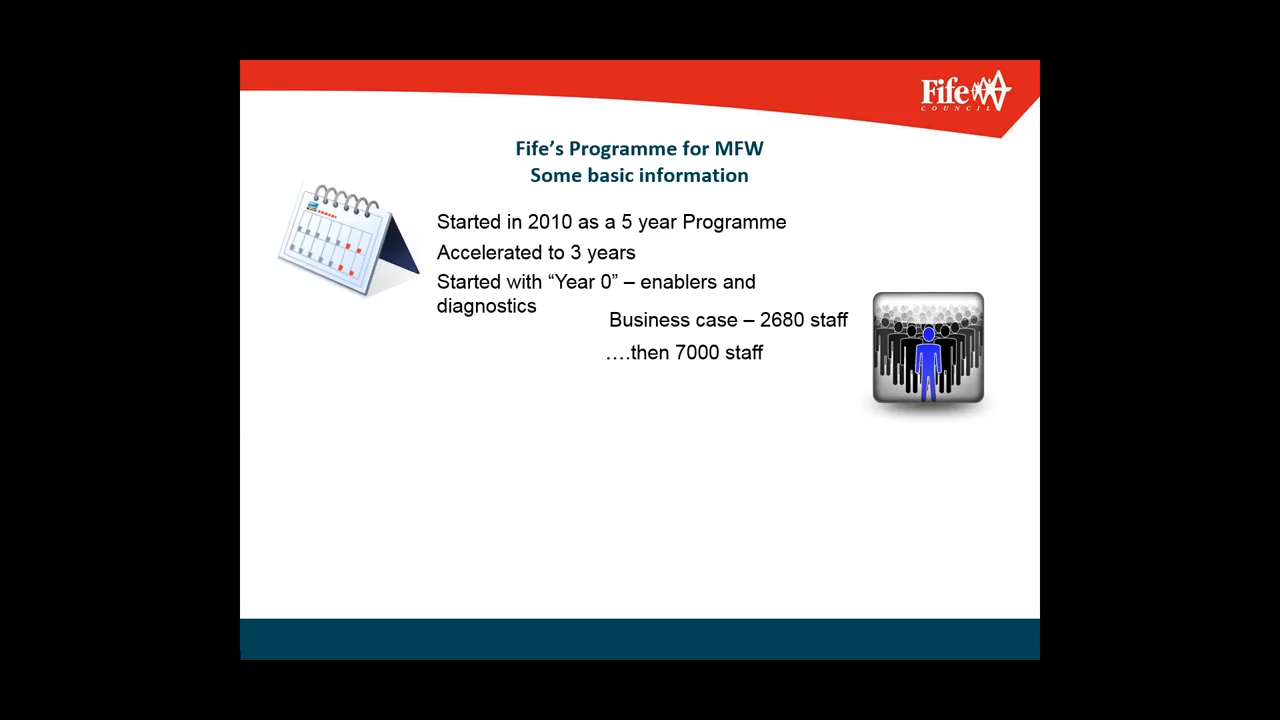 Fife
COUNCIL
Fife’s Programme for MFW
Some basic information
Started in 2010 as a 5 year Programme
Accelerated to 3 years
Started with “Year 0” – enablers and
diagnostics
Business case – 2680 staff
….then 7000 staff